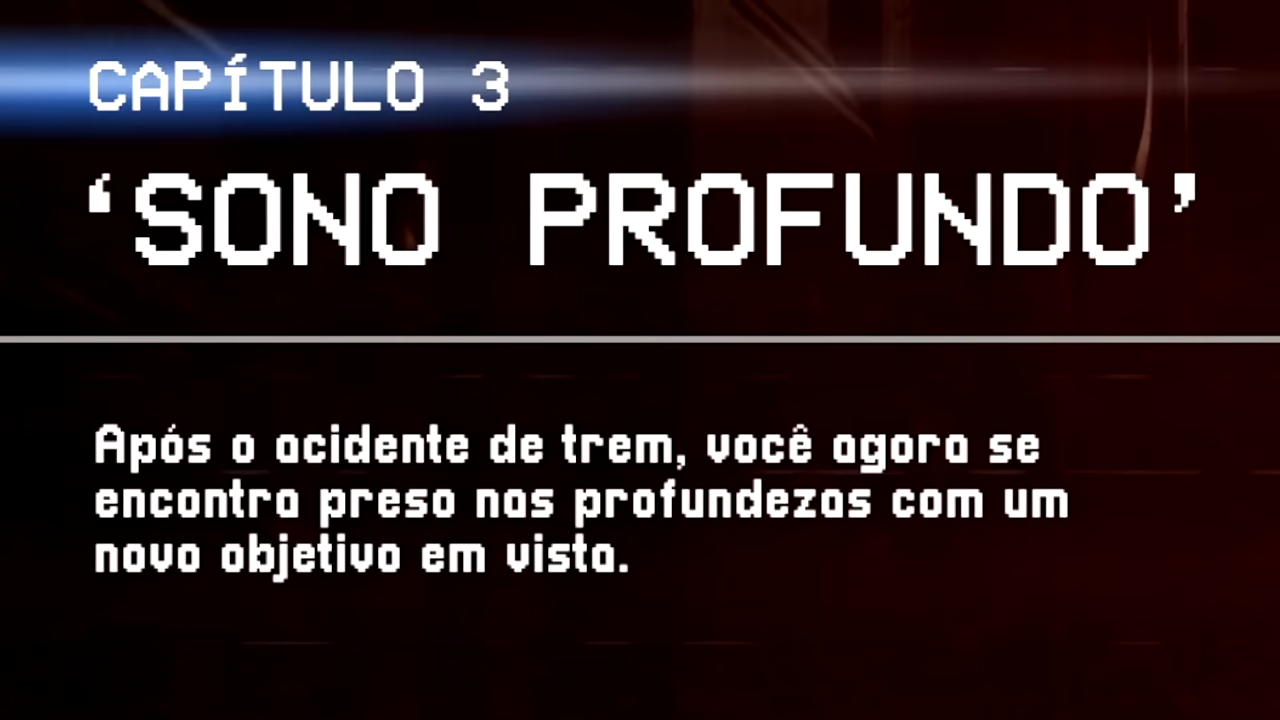 CAPÍTULO 3
‘SONO PROFUNDO’
Após o acidente de trem, você agora se
encontra preso nas profundezas com um
novo objetivo em vista.